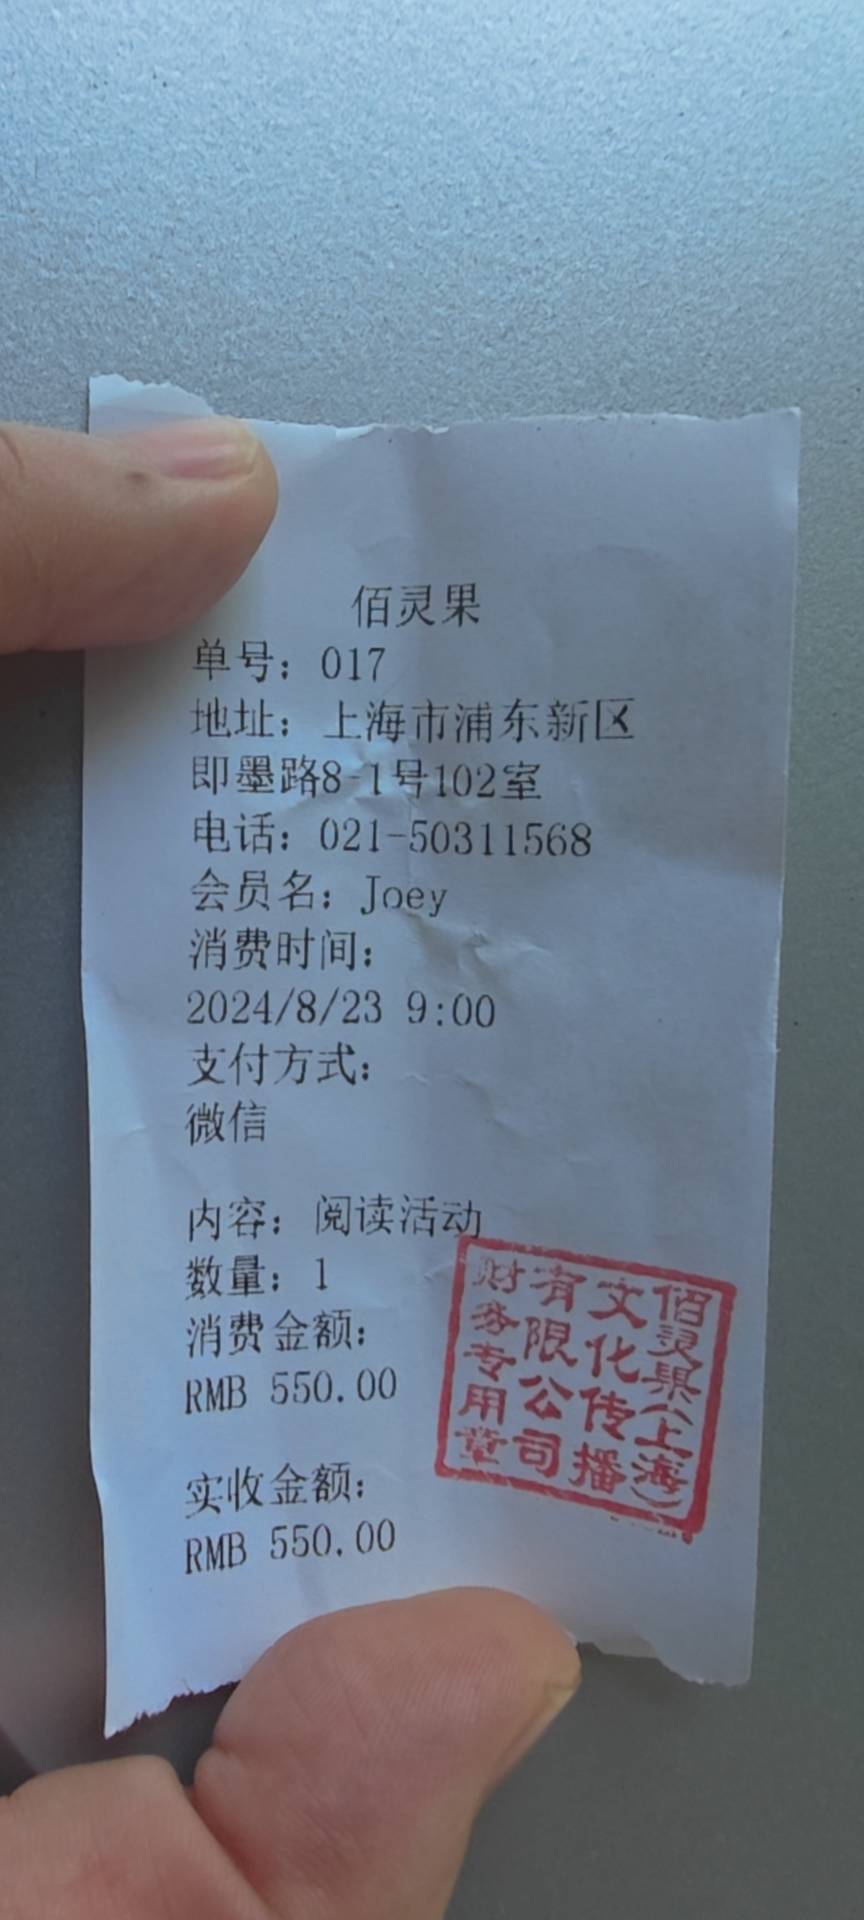 佰灵果
单号：017
地址：上海市浦东新区
即墨路8-1号102室
电话：021-50311568
会员名：Joey
消费时间：
2024/8/23 9:00
支付方式：
微信
内容：阅读活动
数量：1
消费金额：
RMB 550.00
实收金额：
RMB 550.00
佰灵果（上海）
文化传播
有限公司
财务专用章